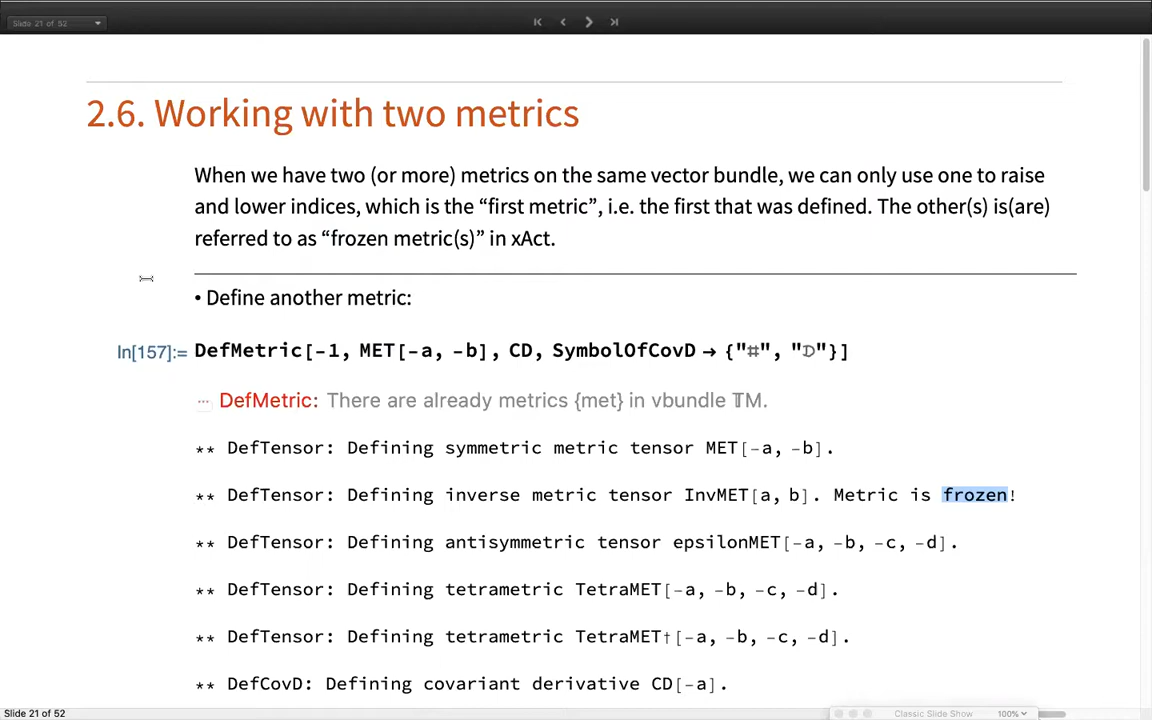 Slide 21 of 52
2.6. Working with two metrics
When we have two (or more) metrics on the same vector bundle, we can only use one to raise
and lower indices, which is the “first metric”, i.e. the first that was defined. The other(s) is(are)
referred to as “frozen metric(s)” in xAct.
• Define another metric:
In[157]:= DefMetric[-1, MET[-a, -b], CD, SymbolOfCovD → {"#", "D"}]
··· DefMetric: There are already metrics {met} in vbundle 𝕋M.
** DefTensor: Defining symmetric metric tensor MET[-a, -b].
** DefTensor: Defining inverse metric tensor InvMET[a, b]. Metric is frozen!
** DefTensor: Defining antisymmetric tensor epsilonMET[-a, -b, -c, -d].
** DefTensor: Defining tetrametric TetraMET[-a, -b, -c, -d].
** DefTensor: Defining tetrametric TetraMET†[-a, -b, -c, -d].
** DefCovD: Defining covariant derivative CD[-a].
Slide 21 of 52
Classic Slide Show
100%